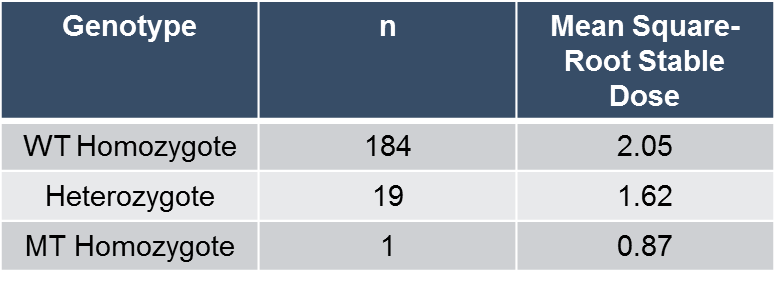 Genotype n Mean Square-
Root Stable
Dose
WT Homozygote 184 2.05
Heterozygote 19 1.62
MT Homozygote 1 0.87